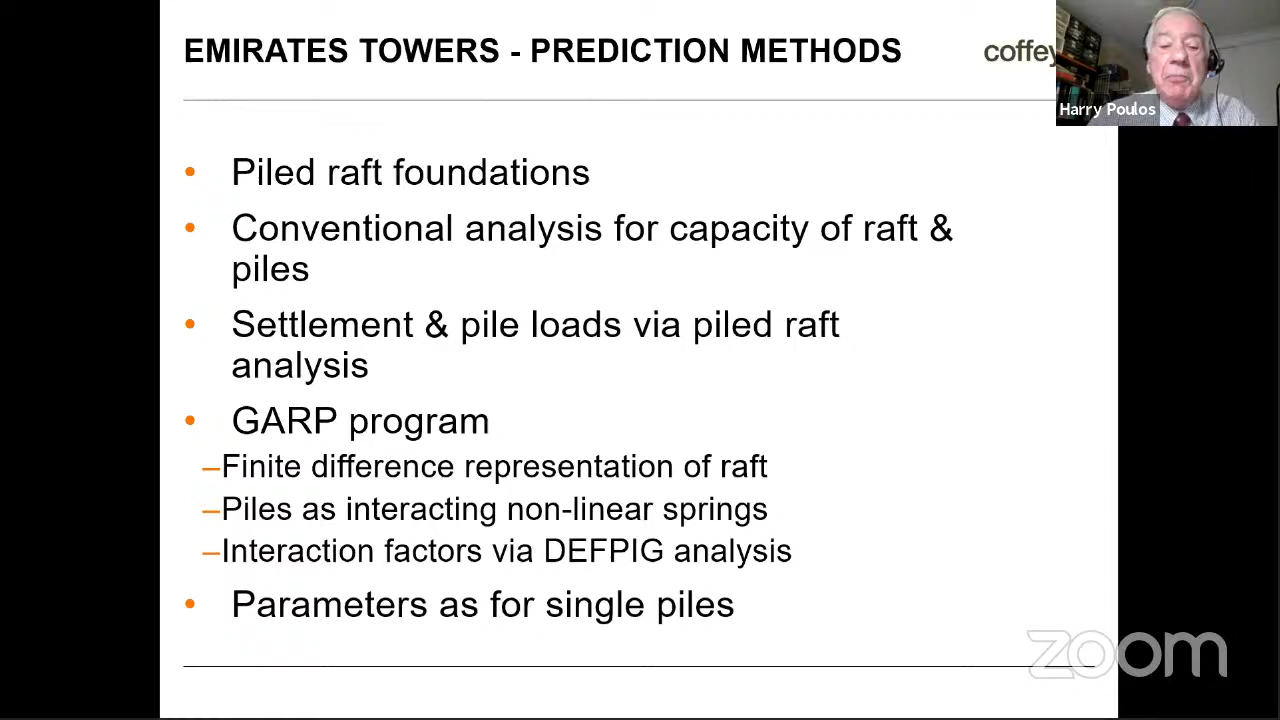 EMIRATES TOWERS - PREDICTION METHODS
coffey
Harry Poulos
• Piled raft foundations
• Conventional analysis for capacity of raft &
piles
• Settlement & pile loads via piled raft
analysis
• GARP program
–Finite difference representation of raft
–Piles as interacting non-linear springs
–Interaction factors via DEFPIG analysis
• Parameters as for single piles
zoom